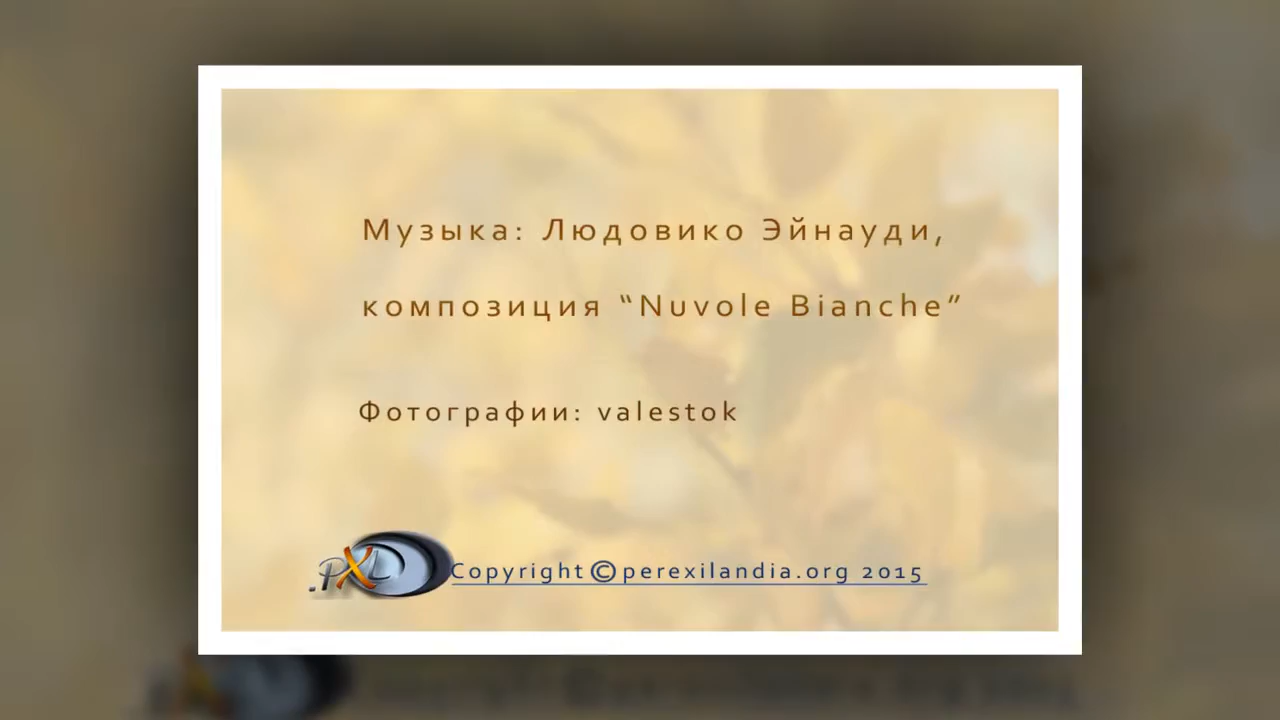 Музыка: Людовико Эйнауди,
композиция “Nuvole Bianche”
Фотографии: valestok
.PXL Copyright©perexilandia.org 2015